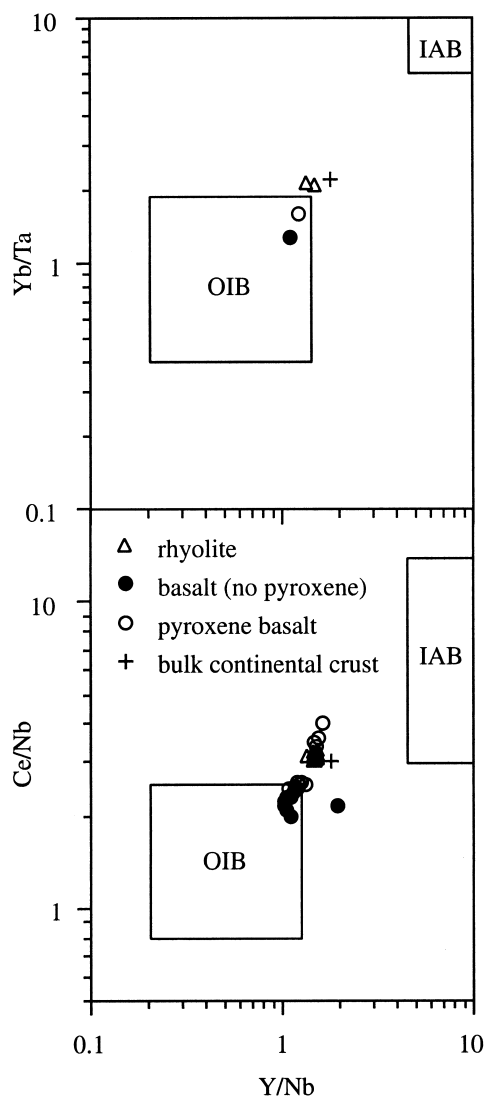 10
IAB
Yb/Ta
1
OIB
0.1
rhyolite
basalt (no pyroxene)
pyroxene basalt
bulk continental crust
10
IAB
Ce/Nb
OIB
1
0.1 1 10
Y/Nb